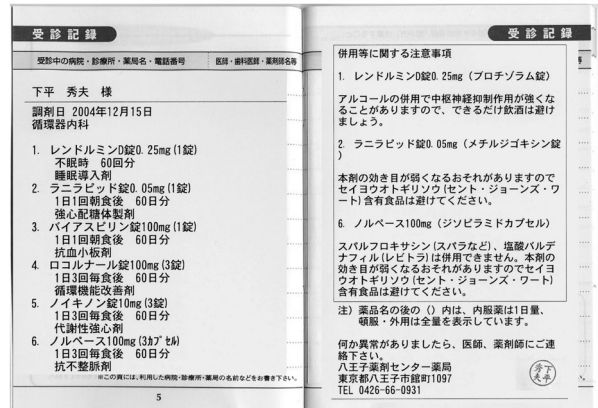 受診記録
受診中の病院・診療所・薬局名・電話番号 医師・歯科医師・薬剤師名等
下平 秀夫 様
調剤日 2004年12月15日
循環器内科
1. レンドルミンD錠0.25mg(1錠)
不眠時 60回分
睡眠導入剤
2. ラニラピッド錠0.05mg(1錠)
1日1回朝食後 60日分
強心配糖体製剤
3. バイアスピリン錠100mg(1錠)
1日1回朝食後 60日分
抗血小板剤
4. ロコルナール錠100mg(3錠)
1日3回毎食後 60日分
循環機能改善剤
5. ノイキノン錠10mg(3錠)
1日3回毎食後 60日分
代謝性強心剤
6. ノルペース100mg(3カプセル)
1日3回毎食後 60日分
抗不整脈剤
※この頁には、利用した病院・診療所・薬局の名前などをお書き下さい。
5
受診記録
併用等に関する注意事項
1. レンドルミンD錠0.25mg(ブロチゾラム錠)
アルコールの併用で中枢神経抑制作用が強くな
ることがありますので、できるだけ飲酒は避け
ましょう。
2. ラニラピッド錠0.05mg(メチルジゴキシン錠
)
本剤の効き目が弱くなるおそれがありますので
セイヨウオトギリソウ(セント・ジョーンズ・ワ
ート)含有食品は避けてください。
6. ノルペース100mg(ジソピラミドカプセル)
スパルフロキサシン(スパラなど)、塩酸バルデ
ナフィル(レビトラ)は併用できません。本剤の
効き目が弱くなるおそれがありますのでセイヨ
ウオトギリソウ(セント・ジョーンズ・ワート)
含有食品は避けてください。
注) 薬品名の後の()内は、内服薬は1日量、
頓服・外用は全量を表示しています。
何か異常がありましたら、医師、薬剤師にご連
絡下さい。
八王子薬剤センター薬局
東京都八王子市館町1097
TEL 0426-66-0931
下平
秀夫